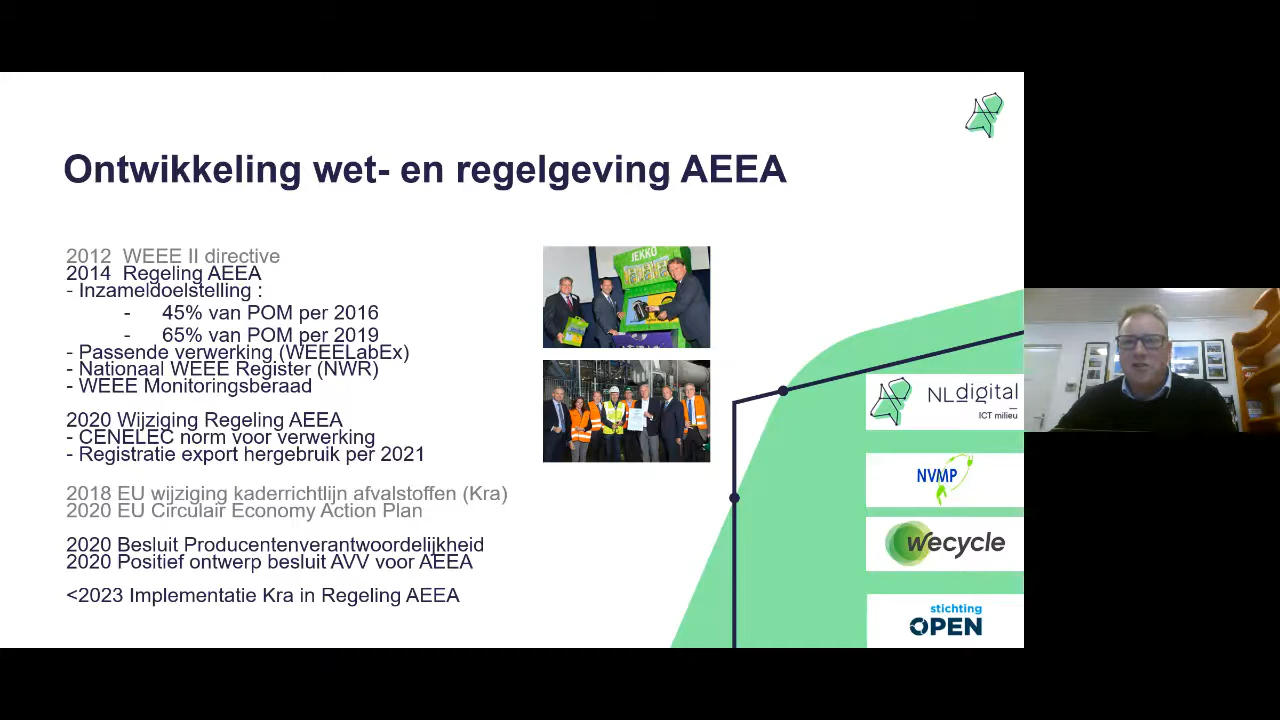 Ontwikkeling wet- en regelgeving AEEA
2012 WEEE II directive
2014 Regeling AEEA
- Inzameldoelstelling :
- 45% van POM per 2016
- 65% van POM per 2019
- Passende verwerking (WEEELabEx)
- Nationaal WEEE Register (NWR)
- WEEE Monitoringsberaad
2020 Wijziging Regeling AEEA
- CENELEC norm voor verwerking
- Registratie export hergebruik per 2021
2018 EU wijziging kaderrichtlijn afvalstoffen (Kra)
2020 EU Circulair Economy Action Plan
2020 Besluit Producentenverantwoordelijkheid
2020 Positief ontwerp besluit AVV voor AEEA
<2023 Implementatie Kra in Regeling AEEA
JEKKO
NLdigital
ICT milieu
NVMP
wecycle
stichting
OPEN